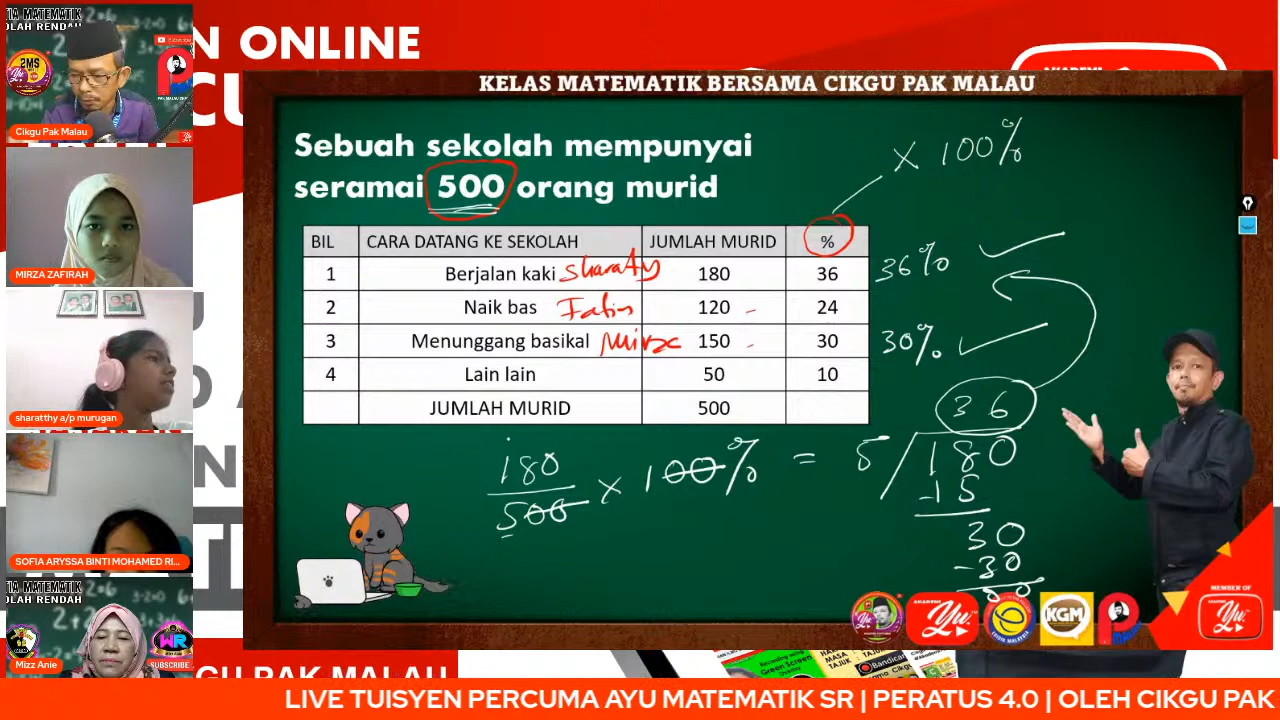 N ONLINE
KELAS MATEMATIK BERSAMA CIKGU PAK MALAU
Sebuah sekolah mempunyai
seramai 500 orang murid
× 100%
BIL CARA DATANG KE SEKOLAH JUMLAH MURID %
1 Berjalan kaki 180 36
36%
2 Naik bas 120 24
3 Menunggang basikal 150 30
30%
4 Lain lain 50 10
JUMLAH MURID 500
36
180 / 500 × 100% = 5 180
-15
30
-30
Cikgu Pak Malau
MIRZA ZAFIRAH
sharatthy a/p murugan
SOFIA ARYSSA BINTI MOHAMED RI...
Mizz Anie
SUBSCRIBE
MEMBER OF
KGM
LIVE TUISYEN PERCUMA AYU MATEMATIK SR | PERATUS 4.0 | OLEH CIKGU PAK